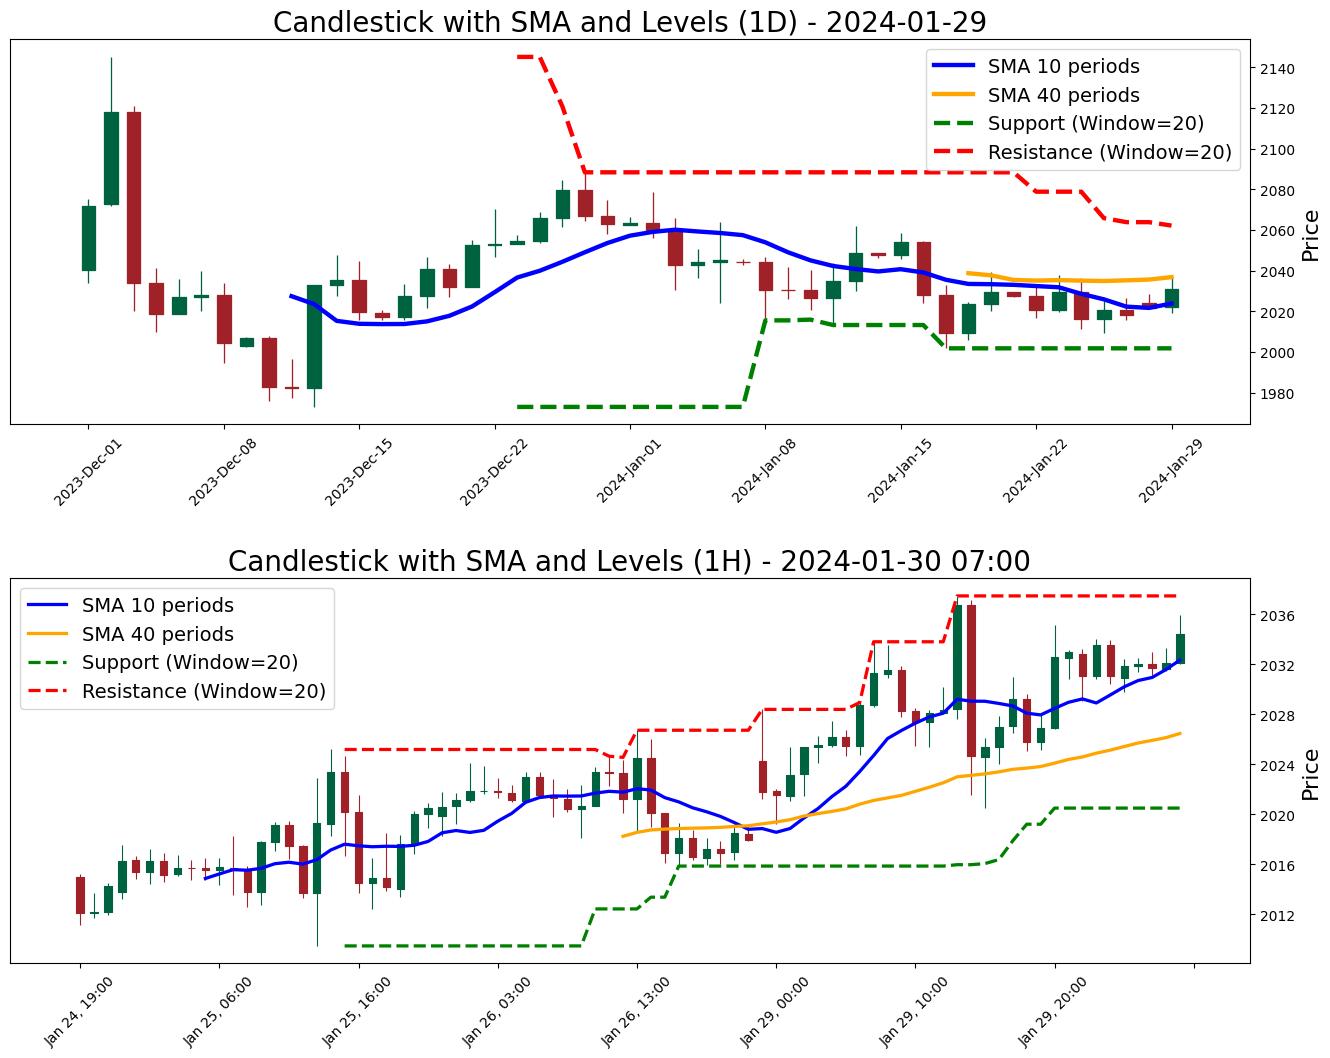 Candlestick with SMA and Levels (1D) - 2024-01-29
SMA 10 periods
SMA 40 periods
Support (Window=20)
Resistance (Window=20)
2140
2120
2100
2080
2060
2040
2020
2000
1980
Price
2023-Dec-01
2023-Dec-08
2023-Dec-15
2023-Dec-22
2024-Jan-01
2024-Jan-08
2024-Jan-15
2024-Jan-22
2024-Jan-29
Candlestick with SMA and Levels (1H) - 2024-01-30 07:00
SMA 10 periods
SMA 40 periods
Support (Window=20)
Resistance (Window=20)
2036
2032
2028
2024
2020
2016
2012
Price
Jan 24, 19:00
Jan 25, 06:00
Jan 25, 16:00
Jan 26, 03:00
Jan 26, 13:00
Jan 29, 00:00
Jan 29, 10:00
Jan 29, 20:00